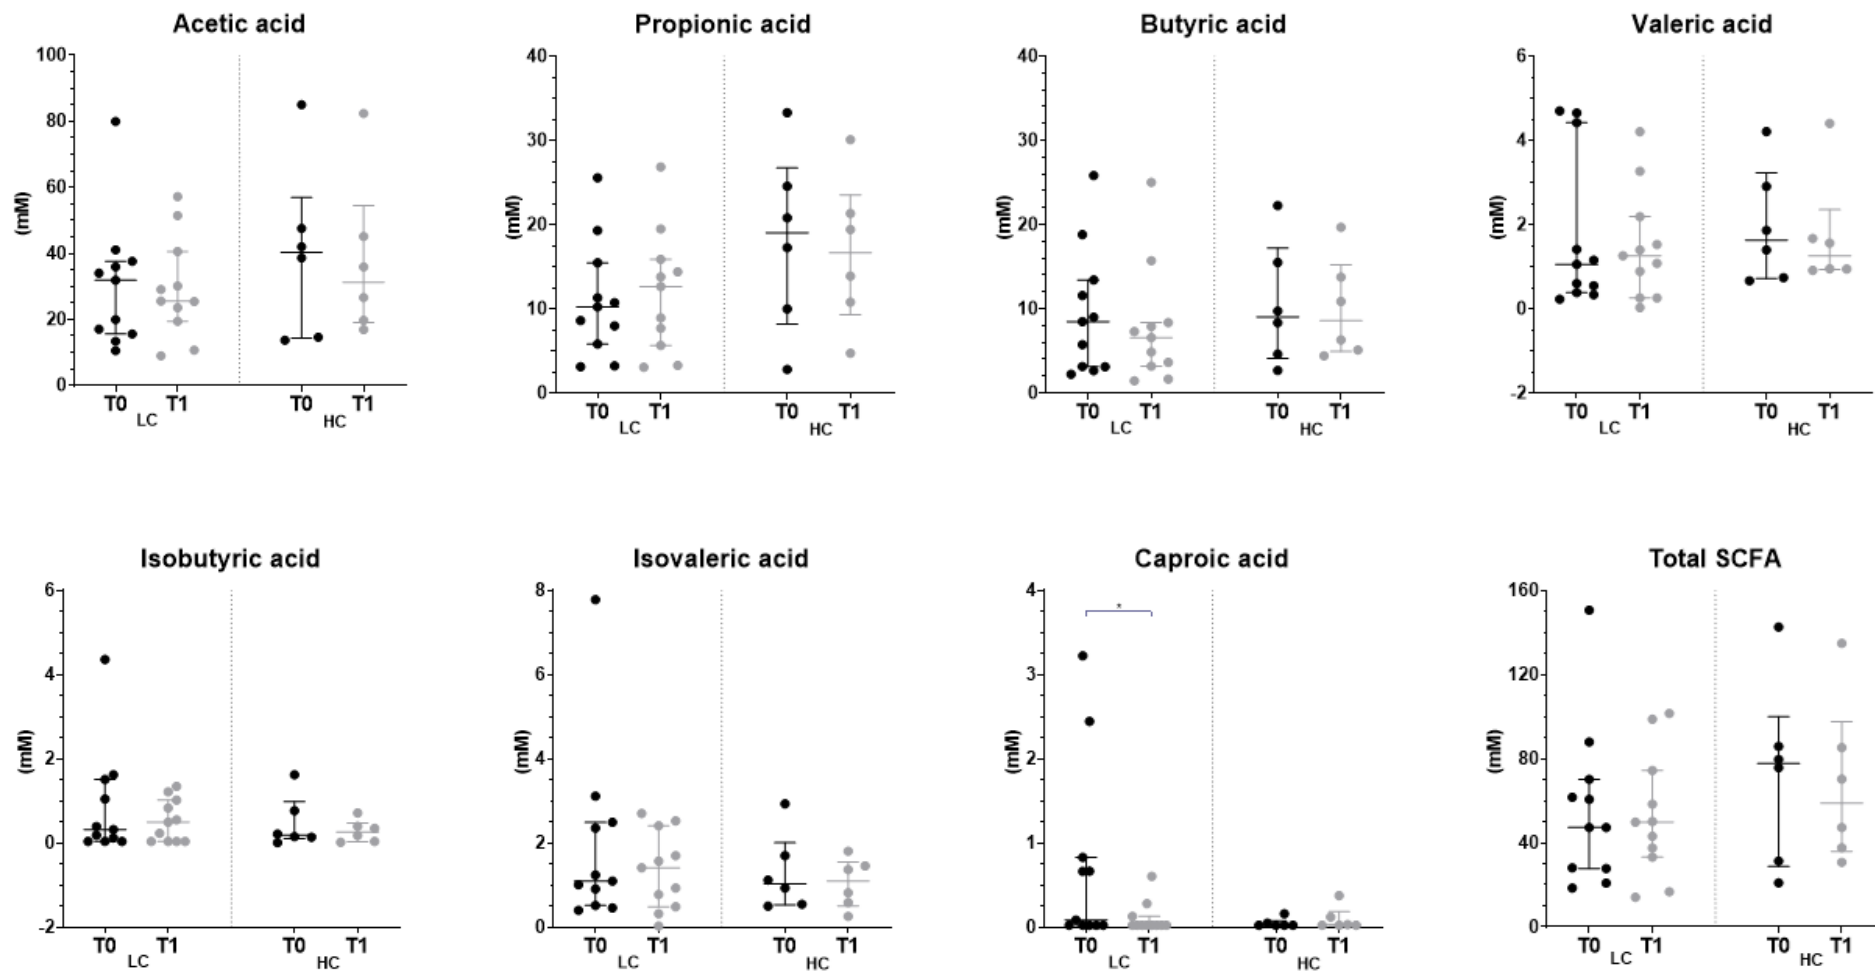 Acetic acid
100
80
60
40
20
0
(mM)
T0 T1 T0 T1
LC HC
Propionic acid
40
30
20
10
0
(mM)
T0 T1 T0 T1
LC HC
Butyric acid
40
30
20
10
0
(mM)
T0 T1 T0 T1
LC HC
Valeric acid
6
4
2
0
-2
(mM)
T0 T1 T0 T1
LC HC
Isobutyric acid
6
4
2
0
-2
(mM)
T0 T1 T0 T1
LC HC
Isovaleric acid
8
6
4
2
0
(mM)
T0 T1 T0 T1
LC HC
Caproic acid
4
3
2
1
0
(mM)
*
T0 T1 T0 T1
LC HC
Total SCFA
160
120
80
40
0
(mM)
T0 T1 T0 T1
LC HC